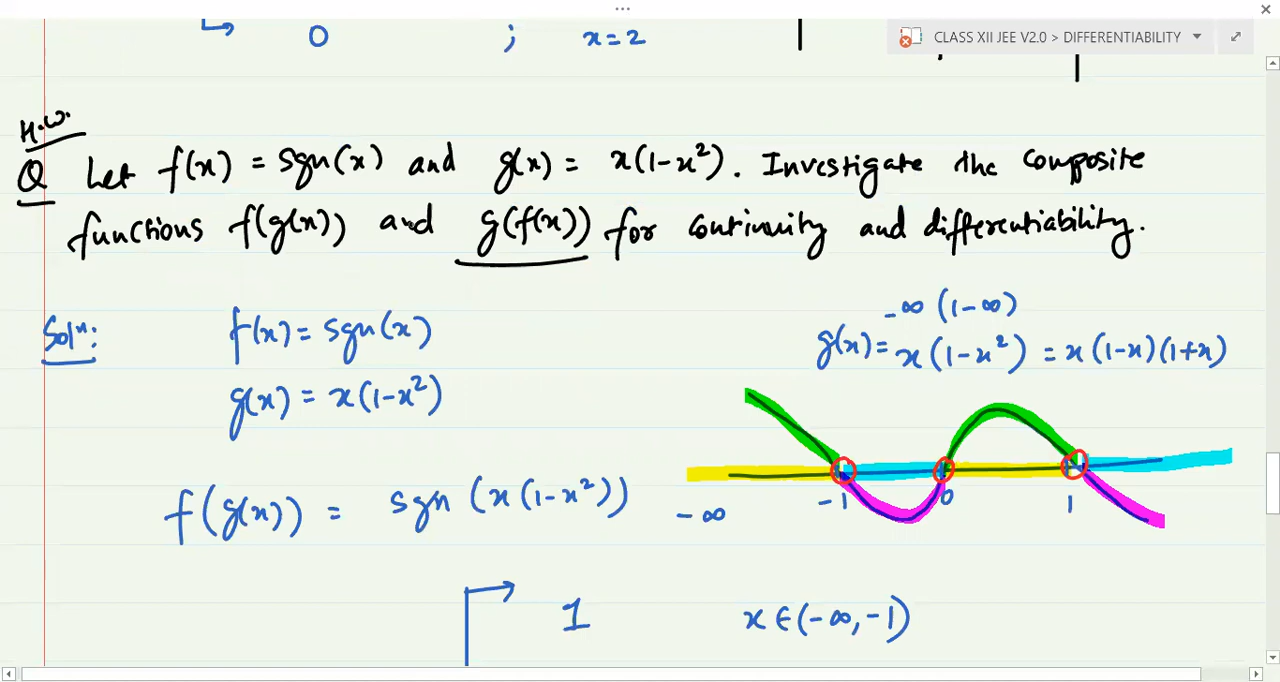 0 ; x=2
CLASS XII JEE V2.0 > DIFFERENTIABILITY
H.W.
Q Let f(x) = sgn(x) and g(x) = x(1-x²). Investigate the composite
functions f(g(x)) and g(f(x)) for continuity and differentiability.
Solⁿ: f(x) = sgn(x)
g(x) = x(1-x²)
-∞ (1-∞)
g(x) = x(1-x²) = x(1-x)(1+x)
-∞ -1 0 1
f(g(x)) = sgn (x(1-x²))
1 x ∈ (-∞, -1)